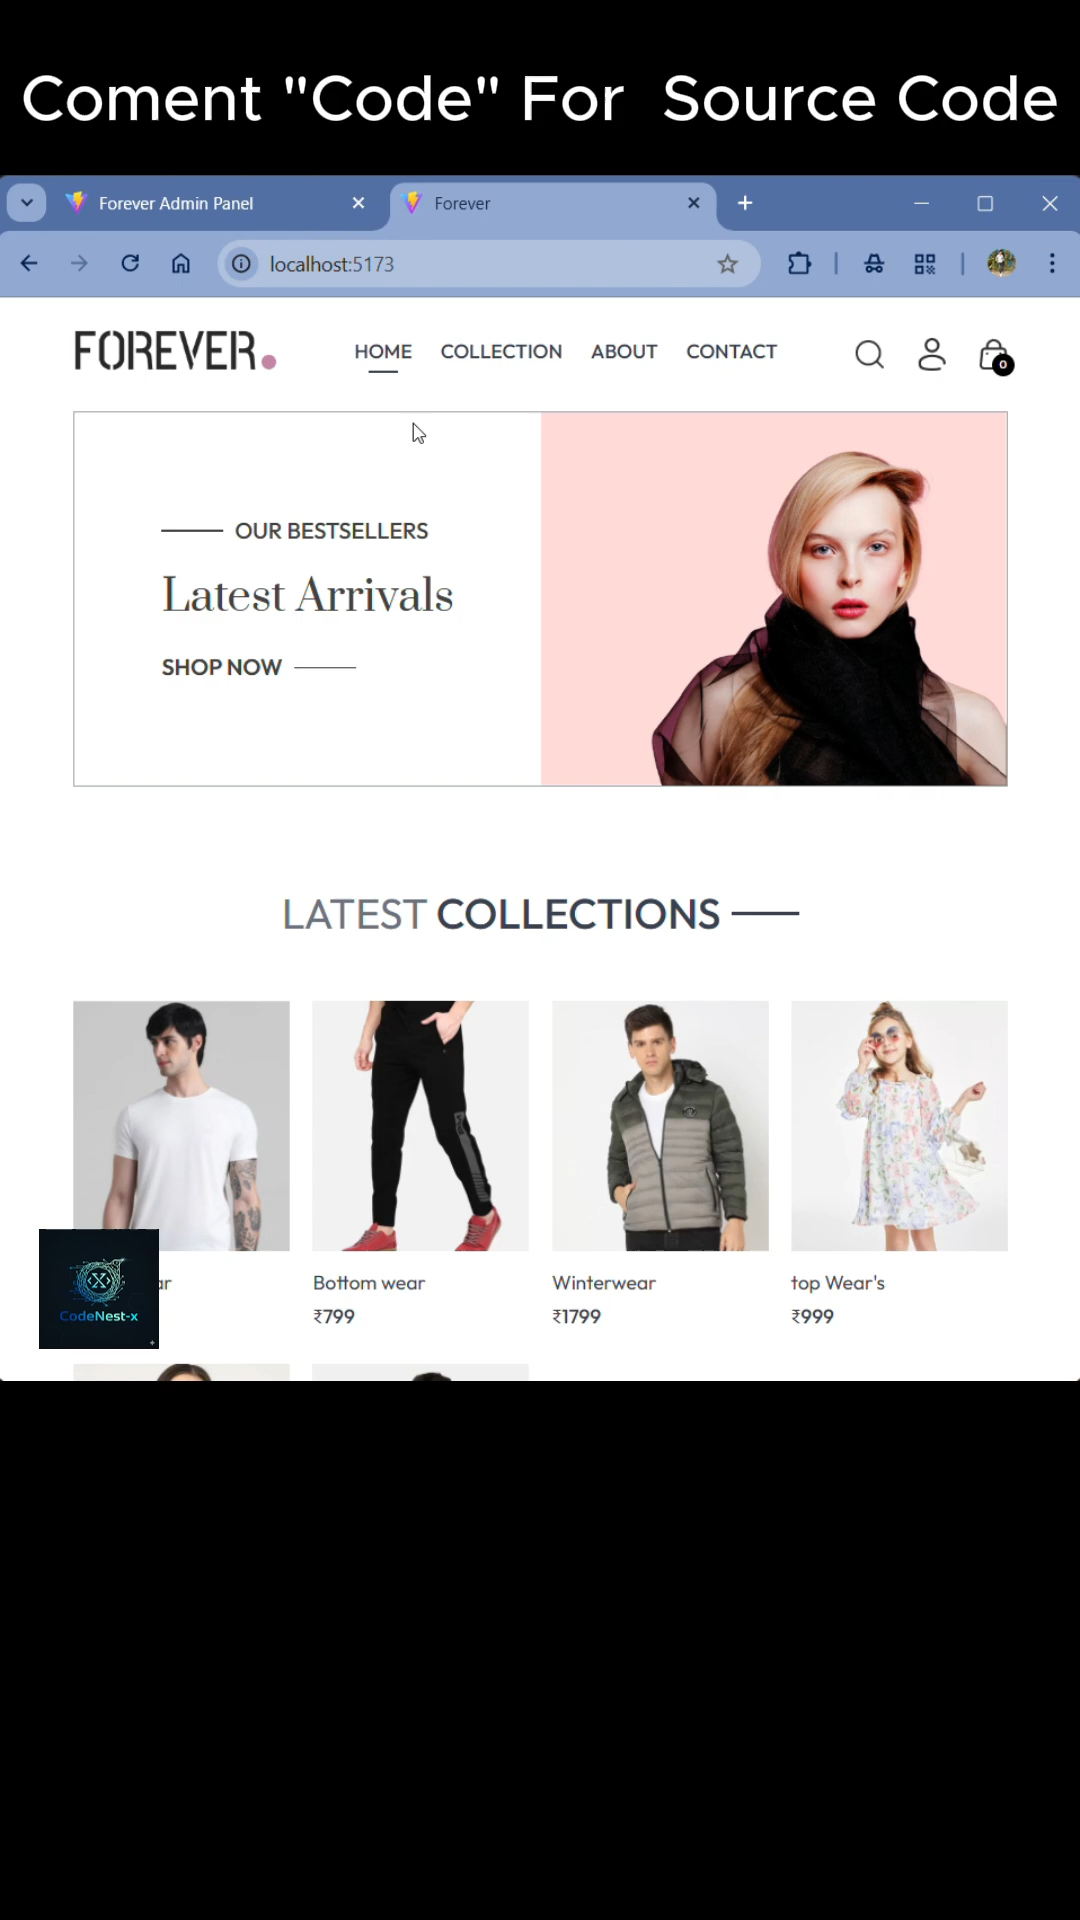 Coment "Code" For Source Code
Forever Admin Panel
Forever
localhost:5173
FOREVER.
HOME COLLECTION ABOUT CONTACT
0
OUR BESTSELLERS
Latest Arrivals
SHOP NOW
LATEST COLLECTIONS
Bottom wear
Winterwear
top Wear's
₹799
₹1799
₹999
X
CodeNest-x